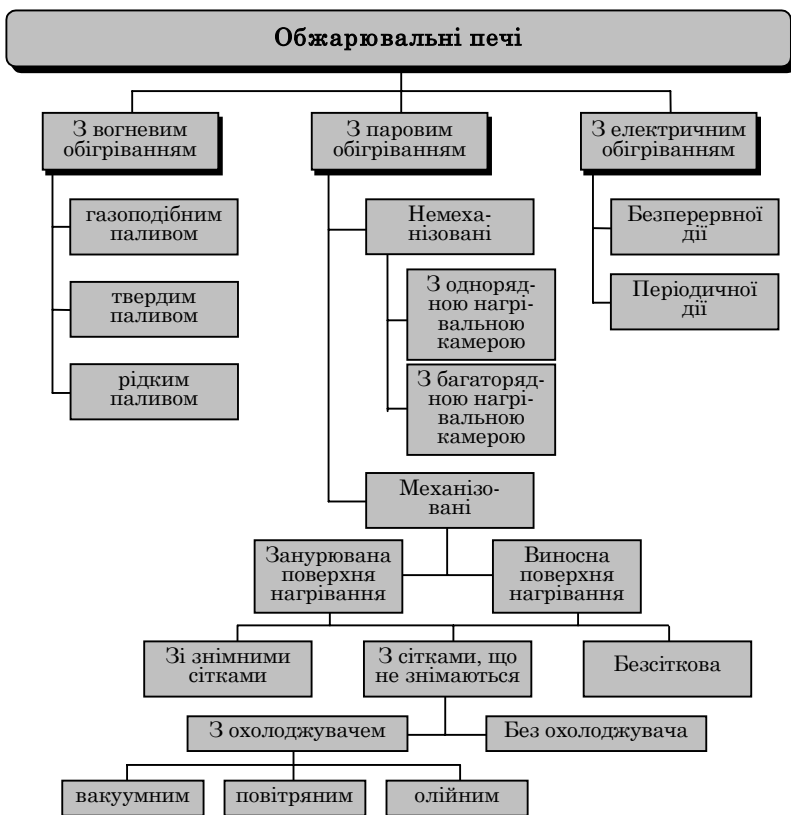 Обжарювальні печі
З вогневим
обігріванням
З паровим
обігріванням
З електричним
обігріванням
газоподібним
паливом
твердим
паливом
рідким
паливом
Немеха-
нізовані
З одноряд-
ною нагрі-
вальною
камерою
З багаторяд-
ною нагрі-
вальною
камерою
Механізо-
вані
Безперервної
дії
Періодичної
дії
Занурювана
поверхня
нагрівання
Виносна
поверхня
нагрівання
Зі знімними
сітками
З сітками, що
не знімаються
Безсіткова
З охолоджувачем
Без охолоджувача
вакуумним
повітряним
олійним